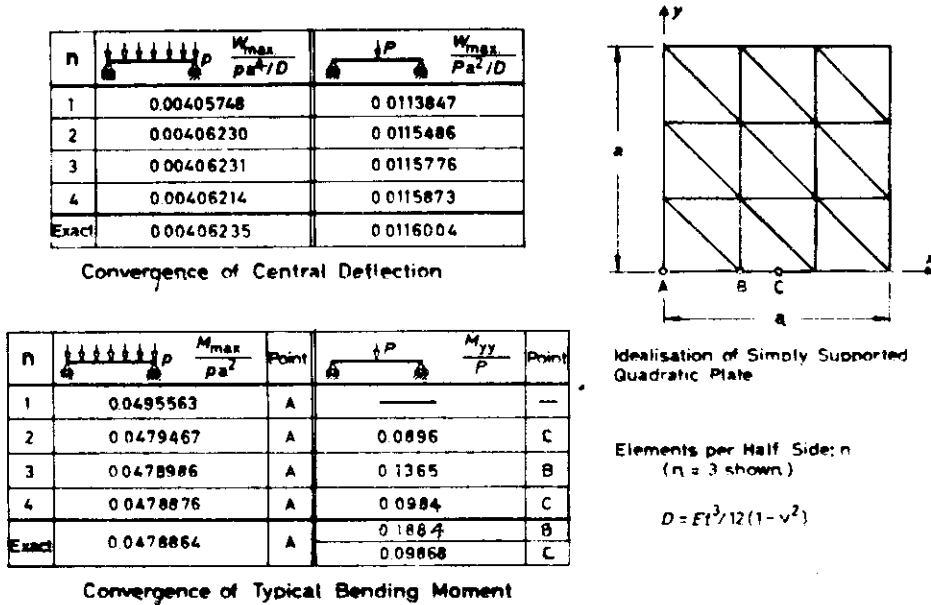 n p Wmax / pa⁴/D P Wmax / Pa²/D
1 0.00405748 0.0113847
2 0.00406230 0.0115486
3 0.00406231 0.0115776
4 0.00406214 0.0115873
Exact 0.00406235 0.0116004
Convergence of Central Deflection
n p Mmax / pa² Point P Myy / P Point
1 0.0495563 A — —
2 0.0479467 A 0.0896 C
3 0.0478986 A 0.1365 B
4 0.0478876 A 0.0984 C
Exact 0.0478864 A 0.1884 B
0.09868 C
Convergence of Typical Bending Moment
y
a
A B C x
a
Idealisation of Simply Supported
Quadratic Plate
Elements per Half Side: n
(n = 3 shown)
D = Et³/12(1-ν²)